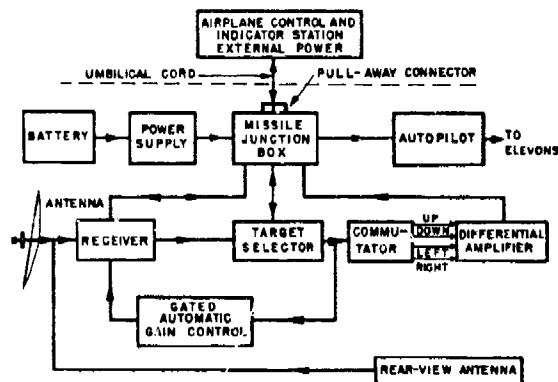 AIRPLANE CONTROL AND
INDICATOR STATION
EXTERNAL POWER
UMBILICAL CORD
PULL-AWAY CONNECTOR
BATTERY
POWER
SUPPLY
MISSILE
JUNCTION
BOX
AUTOPILOT
TO
ELEVONS
ANTENNA
RECEIVER
TARGET
SELECTOR
COMMU-
TATOR
UP
DOWN
LEFT
RIGHT
DIFFERENTIAL
AMPLIFIER
GATED
AUTOMATIC
GAIN CONTROL
REAR-VIEW ANTENNA